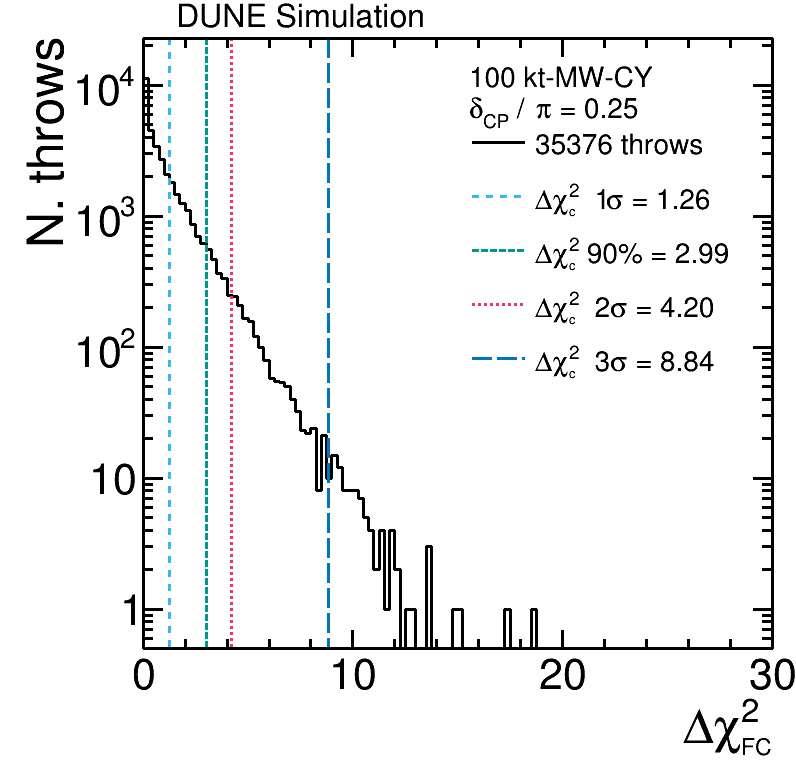 DUNE Simulation
N. throws
10⁴
10³
10²
10
1
100 kt-MW-CY
δCP / π = 0.25
35376 throws
Δχ²c 1σ = 1.26
Δχ²c 90% = 2.99
Δχ²c 2σ = 4.20
Δχ²c 3σ = 8.84
0 10 20 30
Δχ²FC